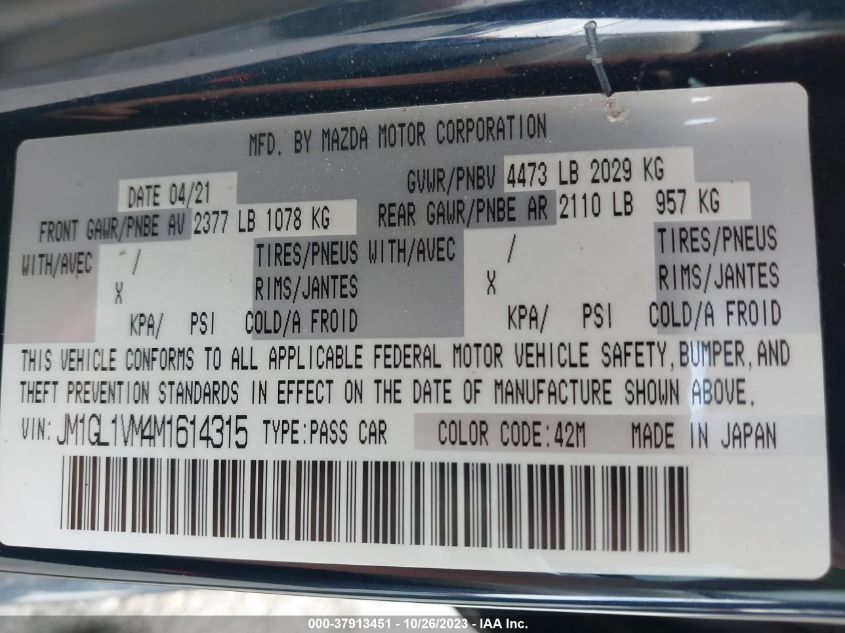 MFD. BY MAZDA MOTOR CORPORATION
DATE 04/21 GVWR/PNBV 4473 LB 2029 KG
FRONT GAWR/PNBE AV 2377 LB 1078 KG REAR GAWR/PNBE AR 2110 LB 957 KG
WITH/AVEC / TIRES/PNEUS WITH/AVEC / TIRES/PNEUS
X RIMS/JANTES X RIMS/JANTES
KPA/ PSI COLD/A FROID KPA/ PSI COLD/A FROID
THIS VEHICLE CONFORMS TO ALL APPLICABLE FEDERAL MOTOR VEHICLE SAFETY, BUMPER, AND
THEFT PREVENTION STANDARDS IN EFFECT ON THE DATE OF MANUFACTURE SHOWN ABOVE.
VIN: JM1GL1VM4M1614315 TYPE:PASS CAR COLOR CODE:42M MADE IN JAPAN
000-37913451 - 10/26/2023 - IAA Inc.